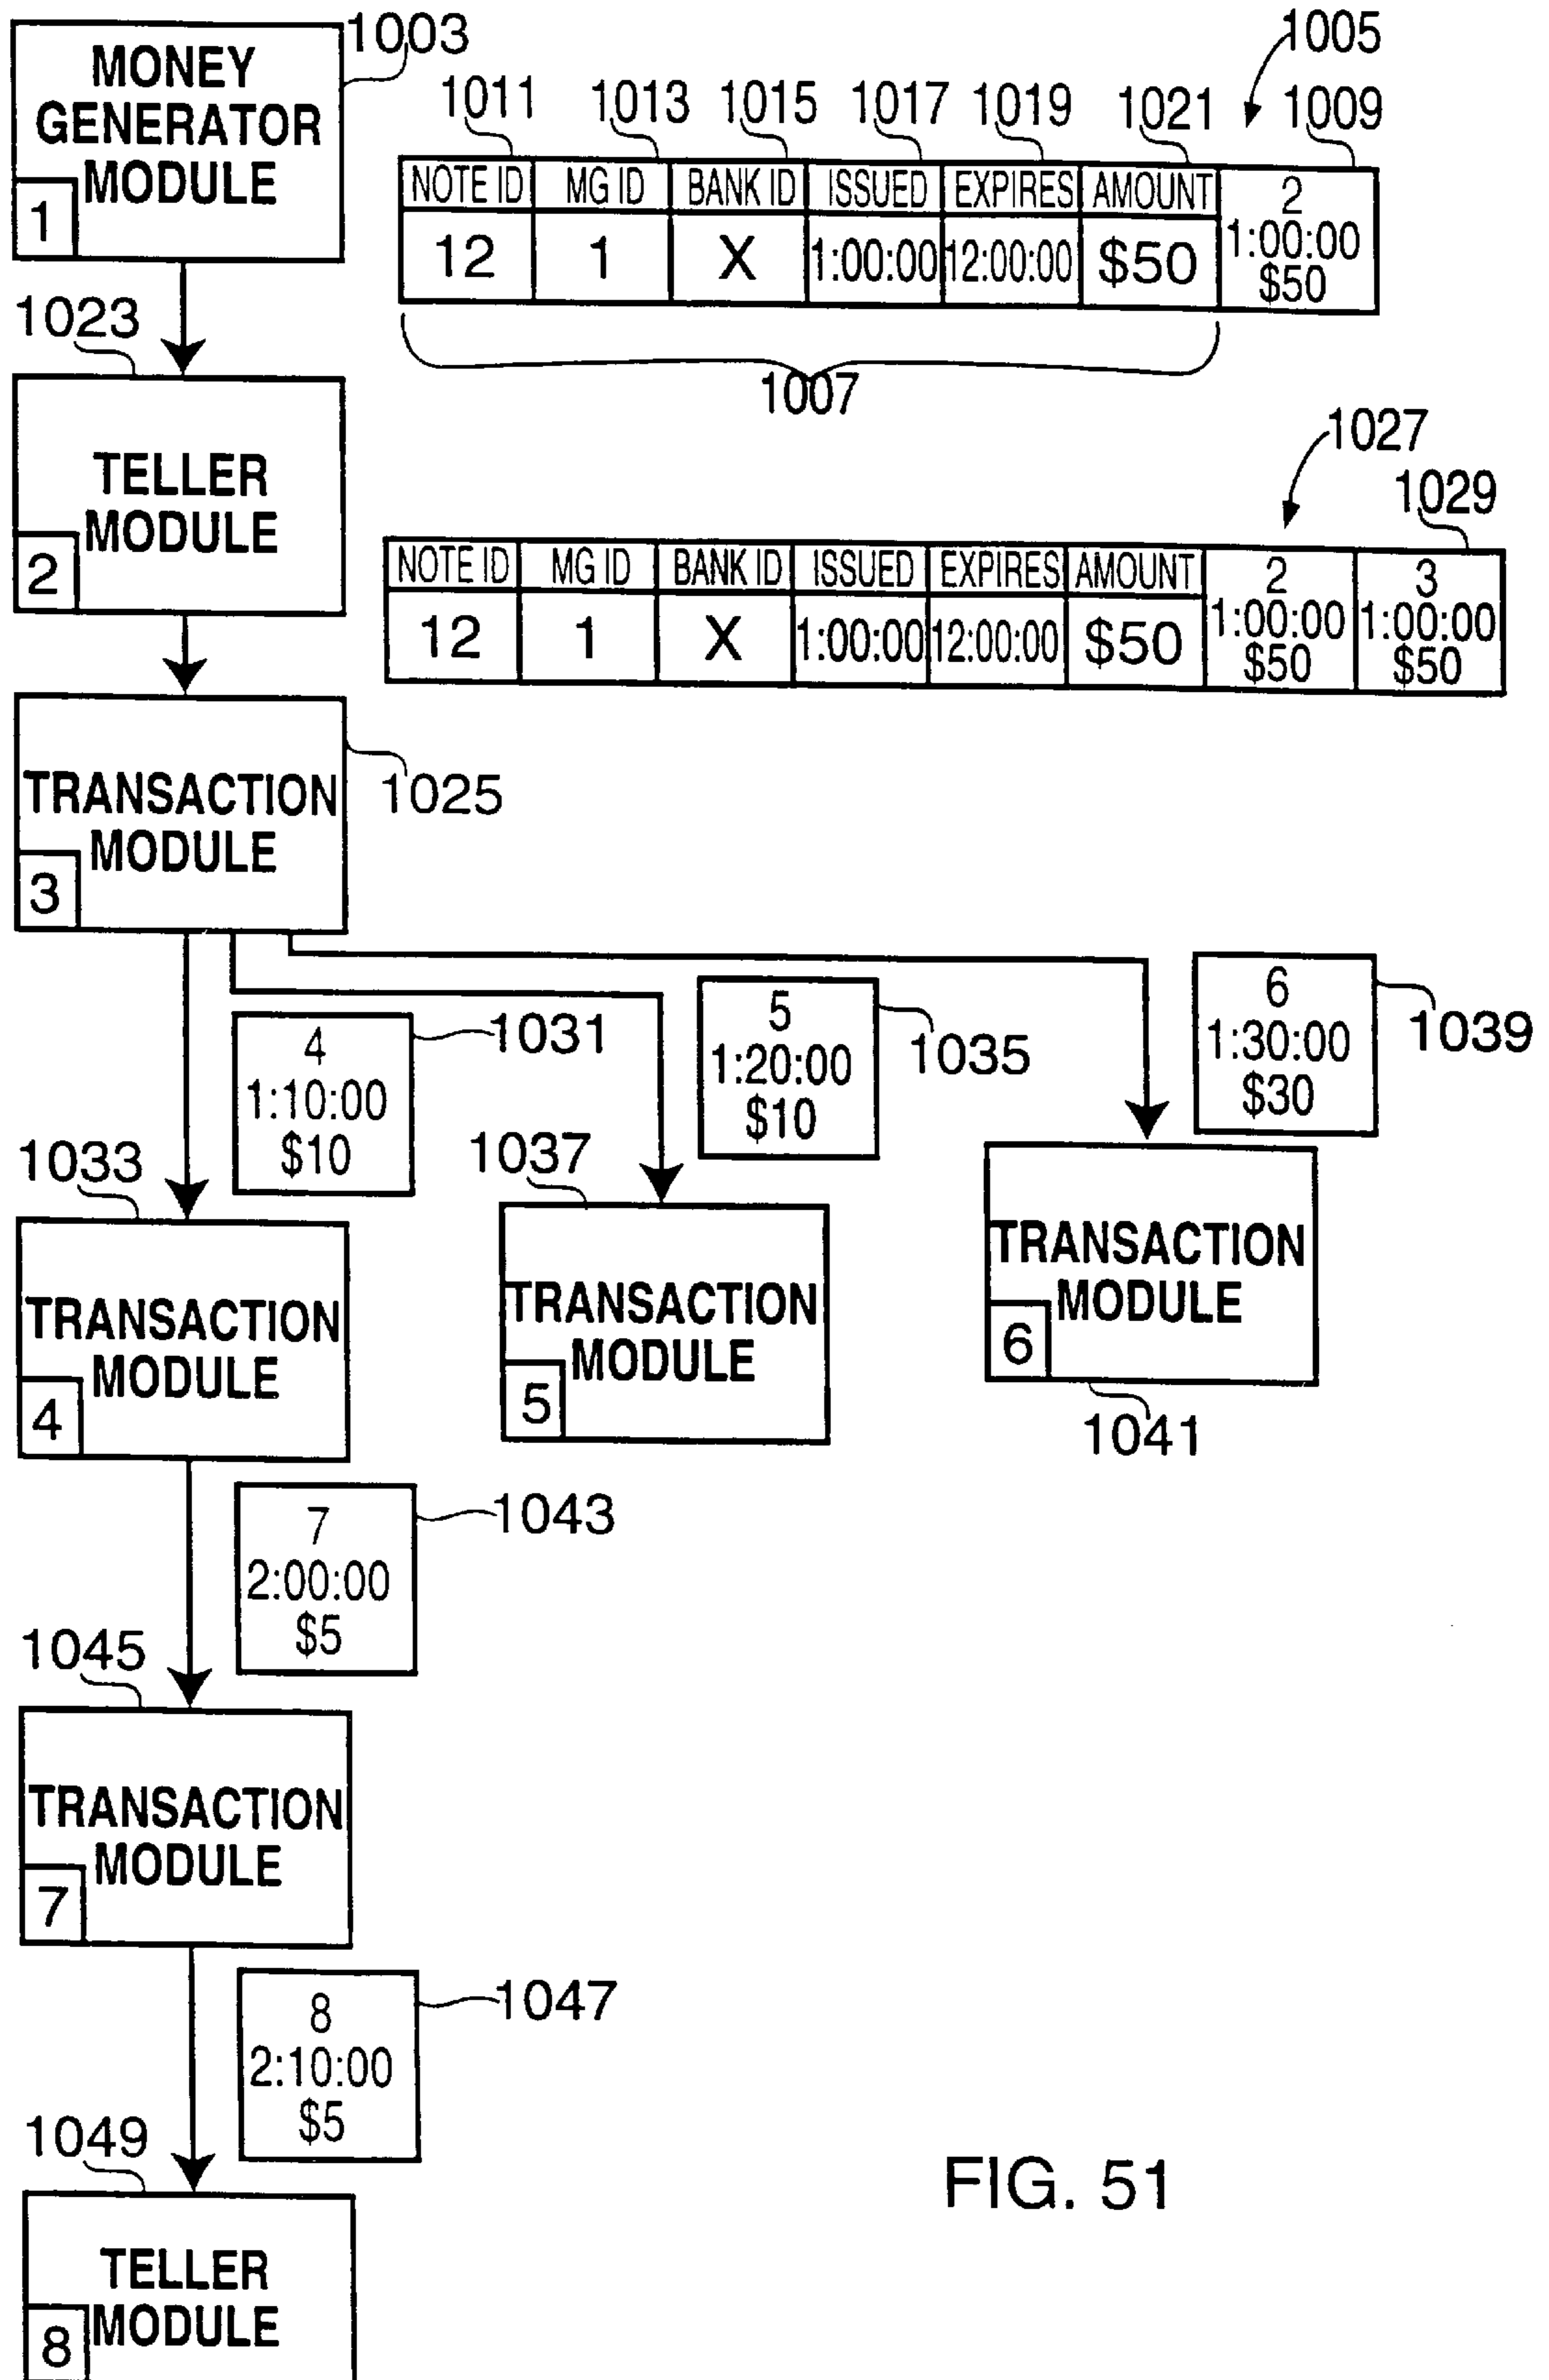 1003
MONEY
GENERATOR
MODULE
1
1005
1011 1013 1015 1017 1019 1021 1009
NOTE ID MG ID BANK ID ISSUED EXPIRES AMOUNT 2
12 1 X 1:00:00 12:00:00 $50 1:00:00
$50
1007
1023
TELLER
MODULE
2
1027
1029
NOTE ID MG ID BANK ID ISSUED EXPIRES AMOUNT 2 3
12 1 X 1:00:00 12:00:00 $50 1:00:00 1:00:00
$50 $50
TRANSACTION
MODULE
3
1025
4
1:10:00
$10
1031
5
1:20:00
$10
1035
6
1:30:00
$30
1039
1033
TRANSACTION
MODULE
4
1037
TRANSACTION
MODULE
5
TRANSACTION
MODULE
6
1041
7
2:00:00
$5
1043
1045
TRANSACTION
MODULE
7
8
2:10:00
$5
1047
1049
TELLER
MODULE
8
FIG. 51